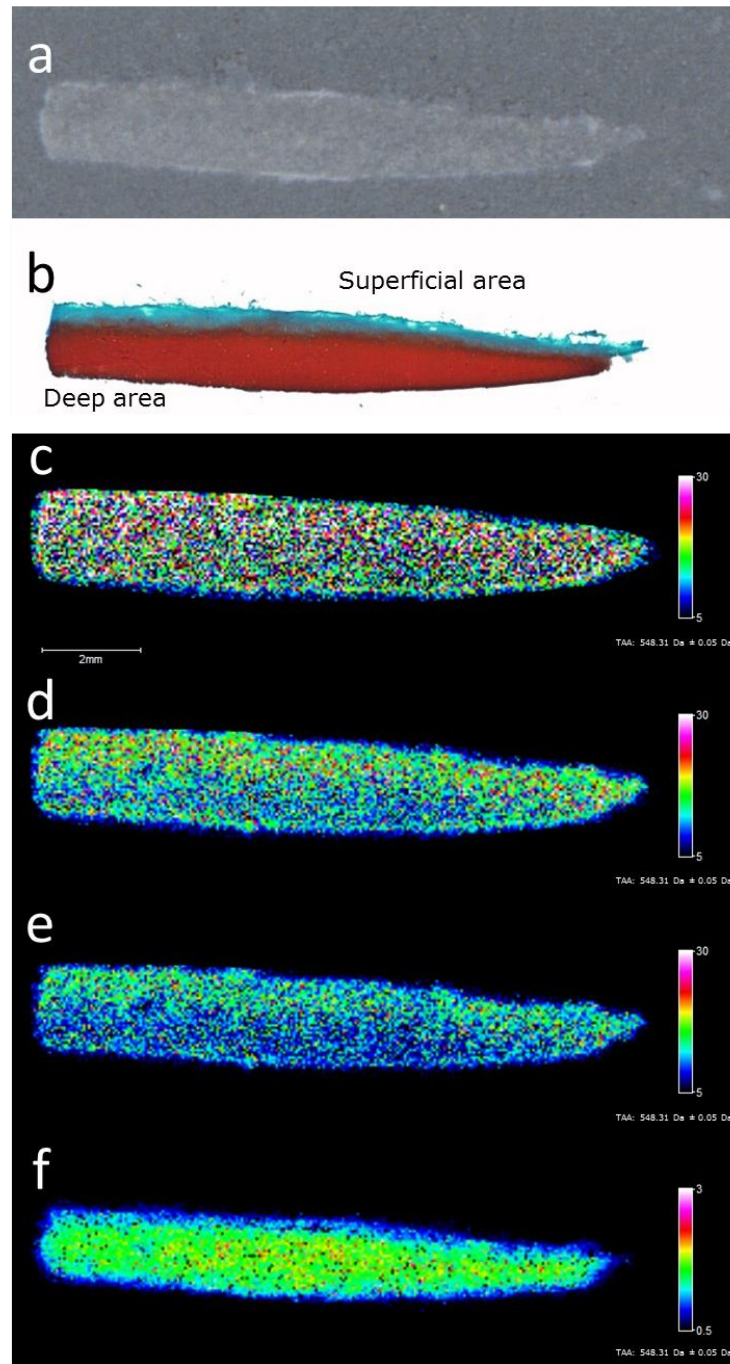 a
b
Superficial area
Deep area
c
30
5
2mm
TAA: 548.31 Da ± 0.05 Da
d
30
5
TAA: 548.31 Da ± 0.05 Da
e
30
5
TAA: 548.31 Da ± 0.05 Da
f
3
0.5
TAA: 548.31 Da ± 0.05 Da